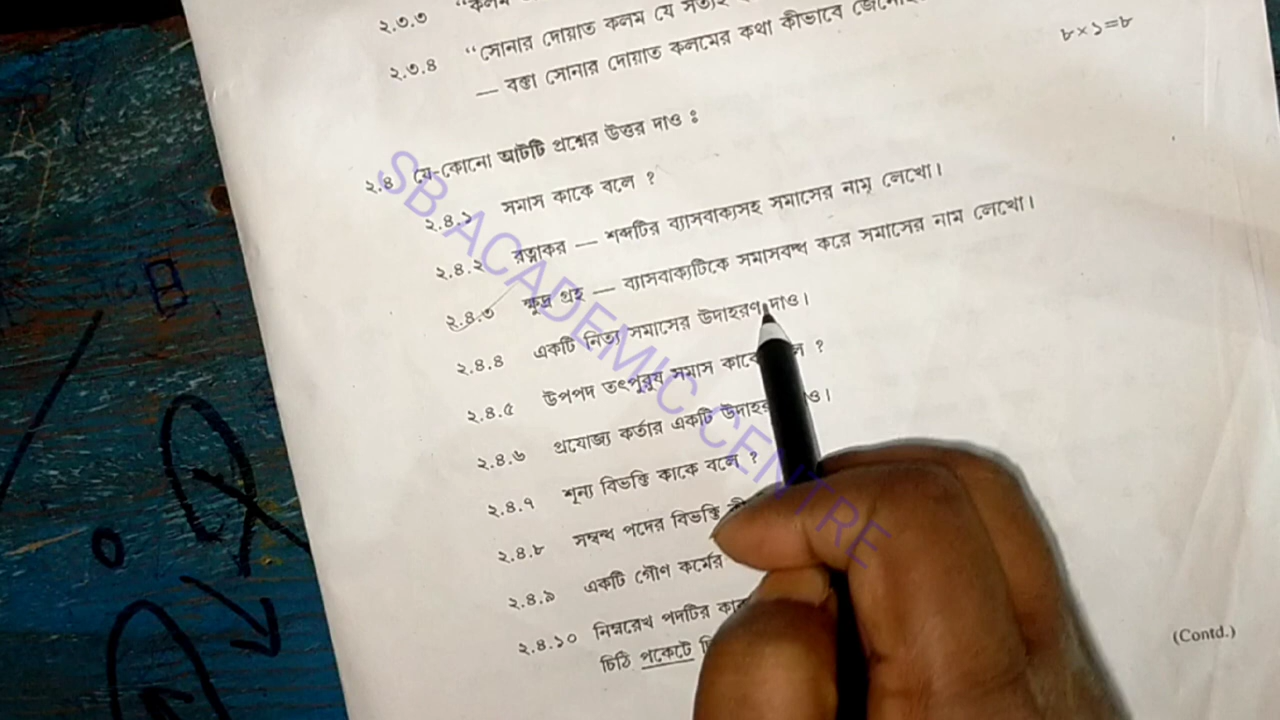 ২.৩.৩ “কলম
২.৩.৪ “সোনার দোয়াত কলম যে সত্যই
— বক্তা সোনার দোয়াত কলমের কথা কীভাবে
২.৪ যে-কোনো আটটি প্রশ্নের উত্তর দাও : ৮×১=৮
২.৪.১ সমাস কাকে বলে ?
২.৪.২ রত্নাকর — শব্দটির ব্যাসবাক্যসহ সমাসের নাম লেখো।
২.৪.৩ ক্ষুদ্র গ্রহ — ব্যাসবাক্যটিকে সমাসবদ্ধ করে সমাসের নাম লেখো।
২.৪.৪ একটি নিত্য সমাসের উদাহরণ দাও।
২.৪.৫ উপপদ তৎপুরুষ সমাস কাকে ?
২.৪.৬ প্রযোজ্য কর্তার একটি
২.৪.৭ শূন্য বিভক্তি কাকে বলে ?
২.৪.৮ সম্বন্ধ পদের বিভক্তি
২.৪.৯ একটি গৌণ কর্মের
২.৪.১০ নিম্নরেখ পদটির
চিঠি পকেটে
(Contd.)
SB ACADEMIC CENTRE